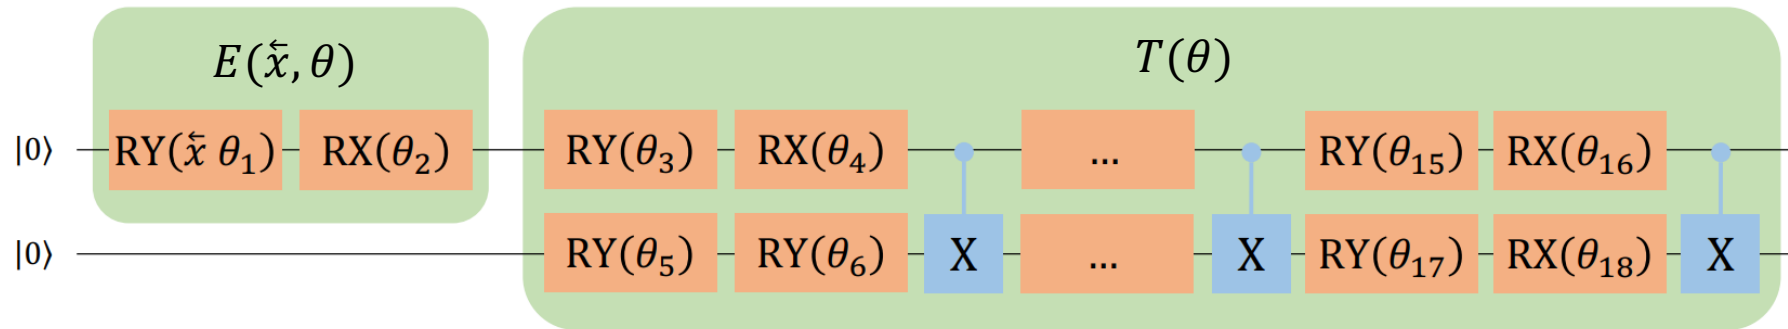 E(x⃖, θ) T(θ)
|0⟩ RY(x⃖ θ₁) RX(θ₂) RY(θ₃) RX(θ₄) ... RY(θ₁₅) RX(θ₁₆)
|0⟩ RY(θ₅) RY(θ₆) X ... X RY(θ₁₇) RX(θ₁₈) X